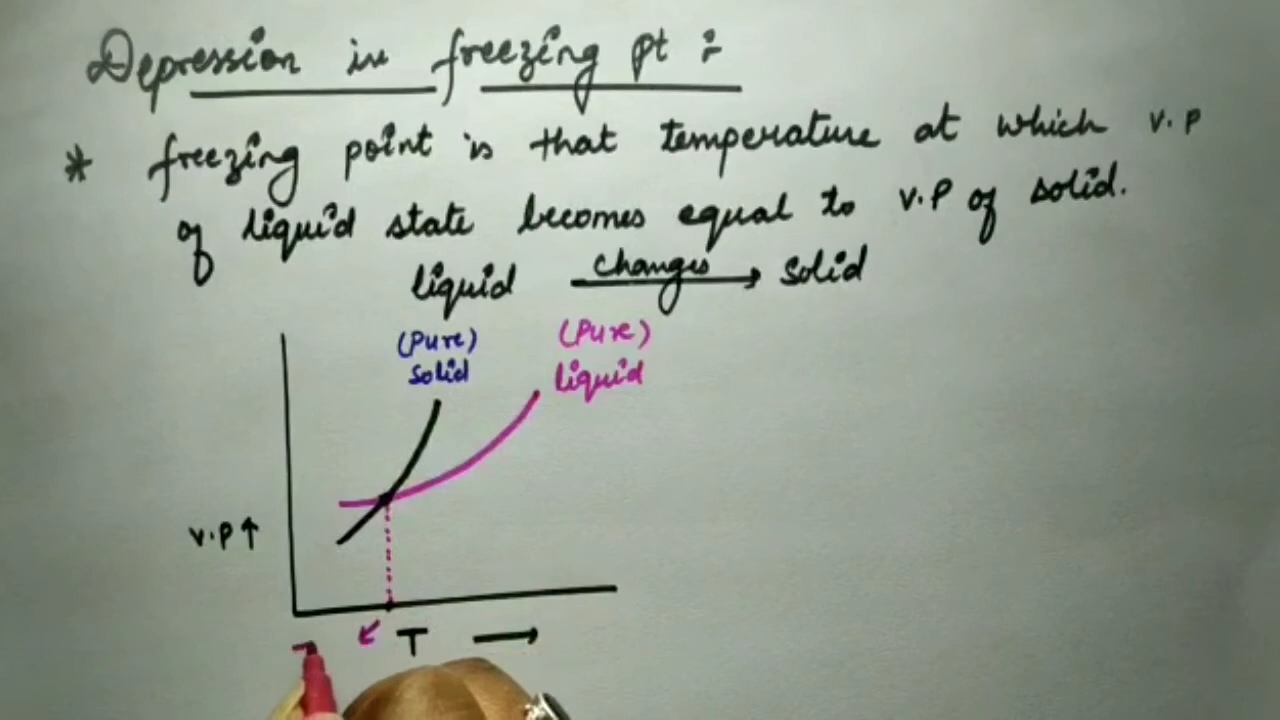 Depression in freezing pt :-
* freezing point is that temperature at which v.p
of liquid state becomes equal to v.p of solid.
liquid changes → solid
(Pure) solid
(Pure) liquid
v.p ↑
T →